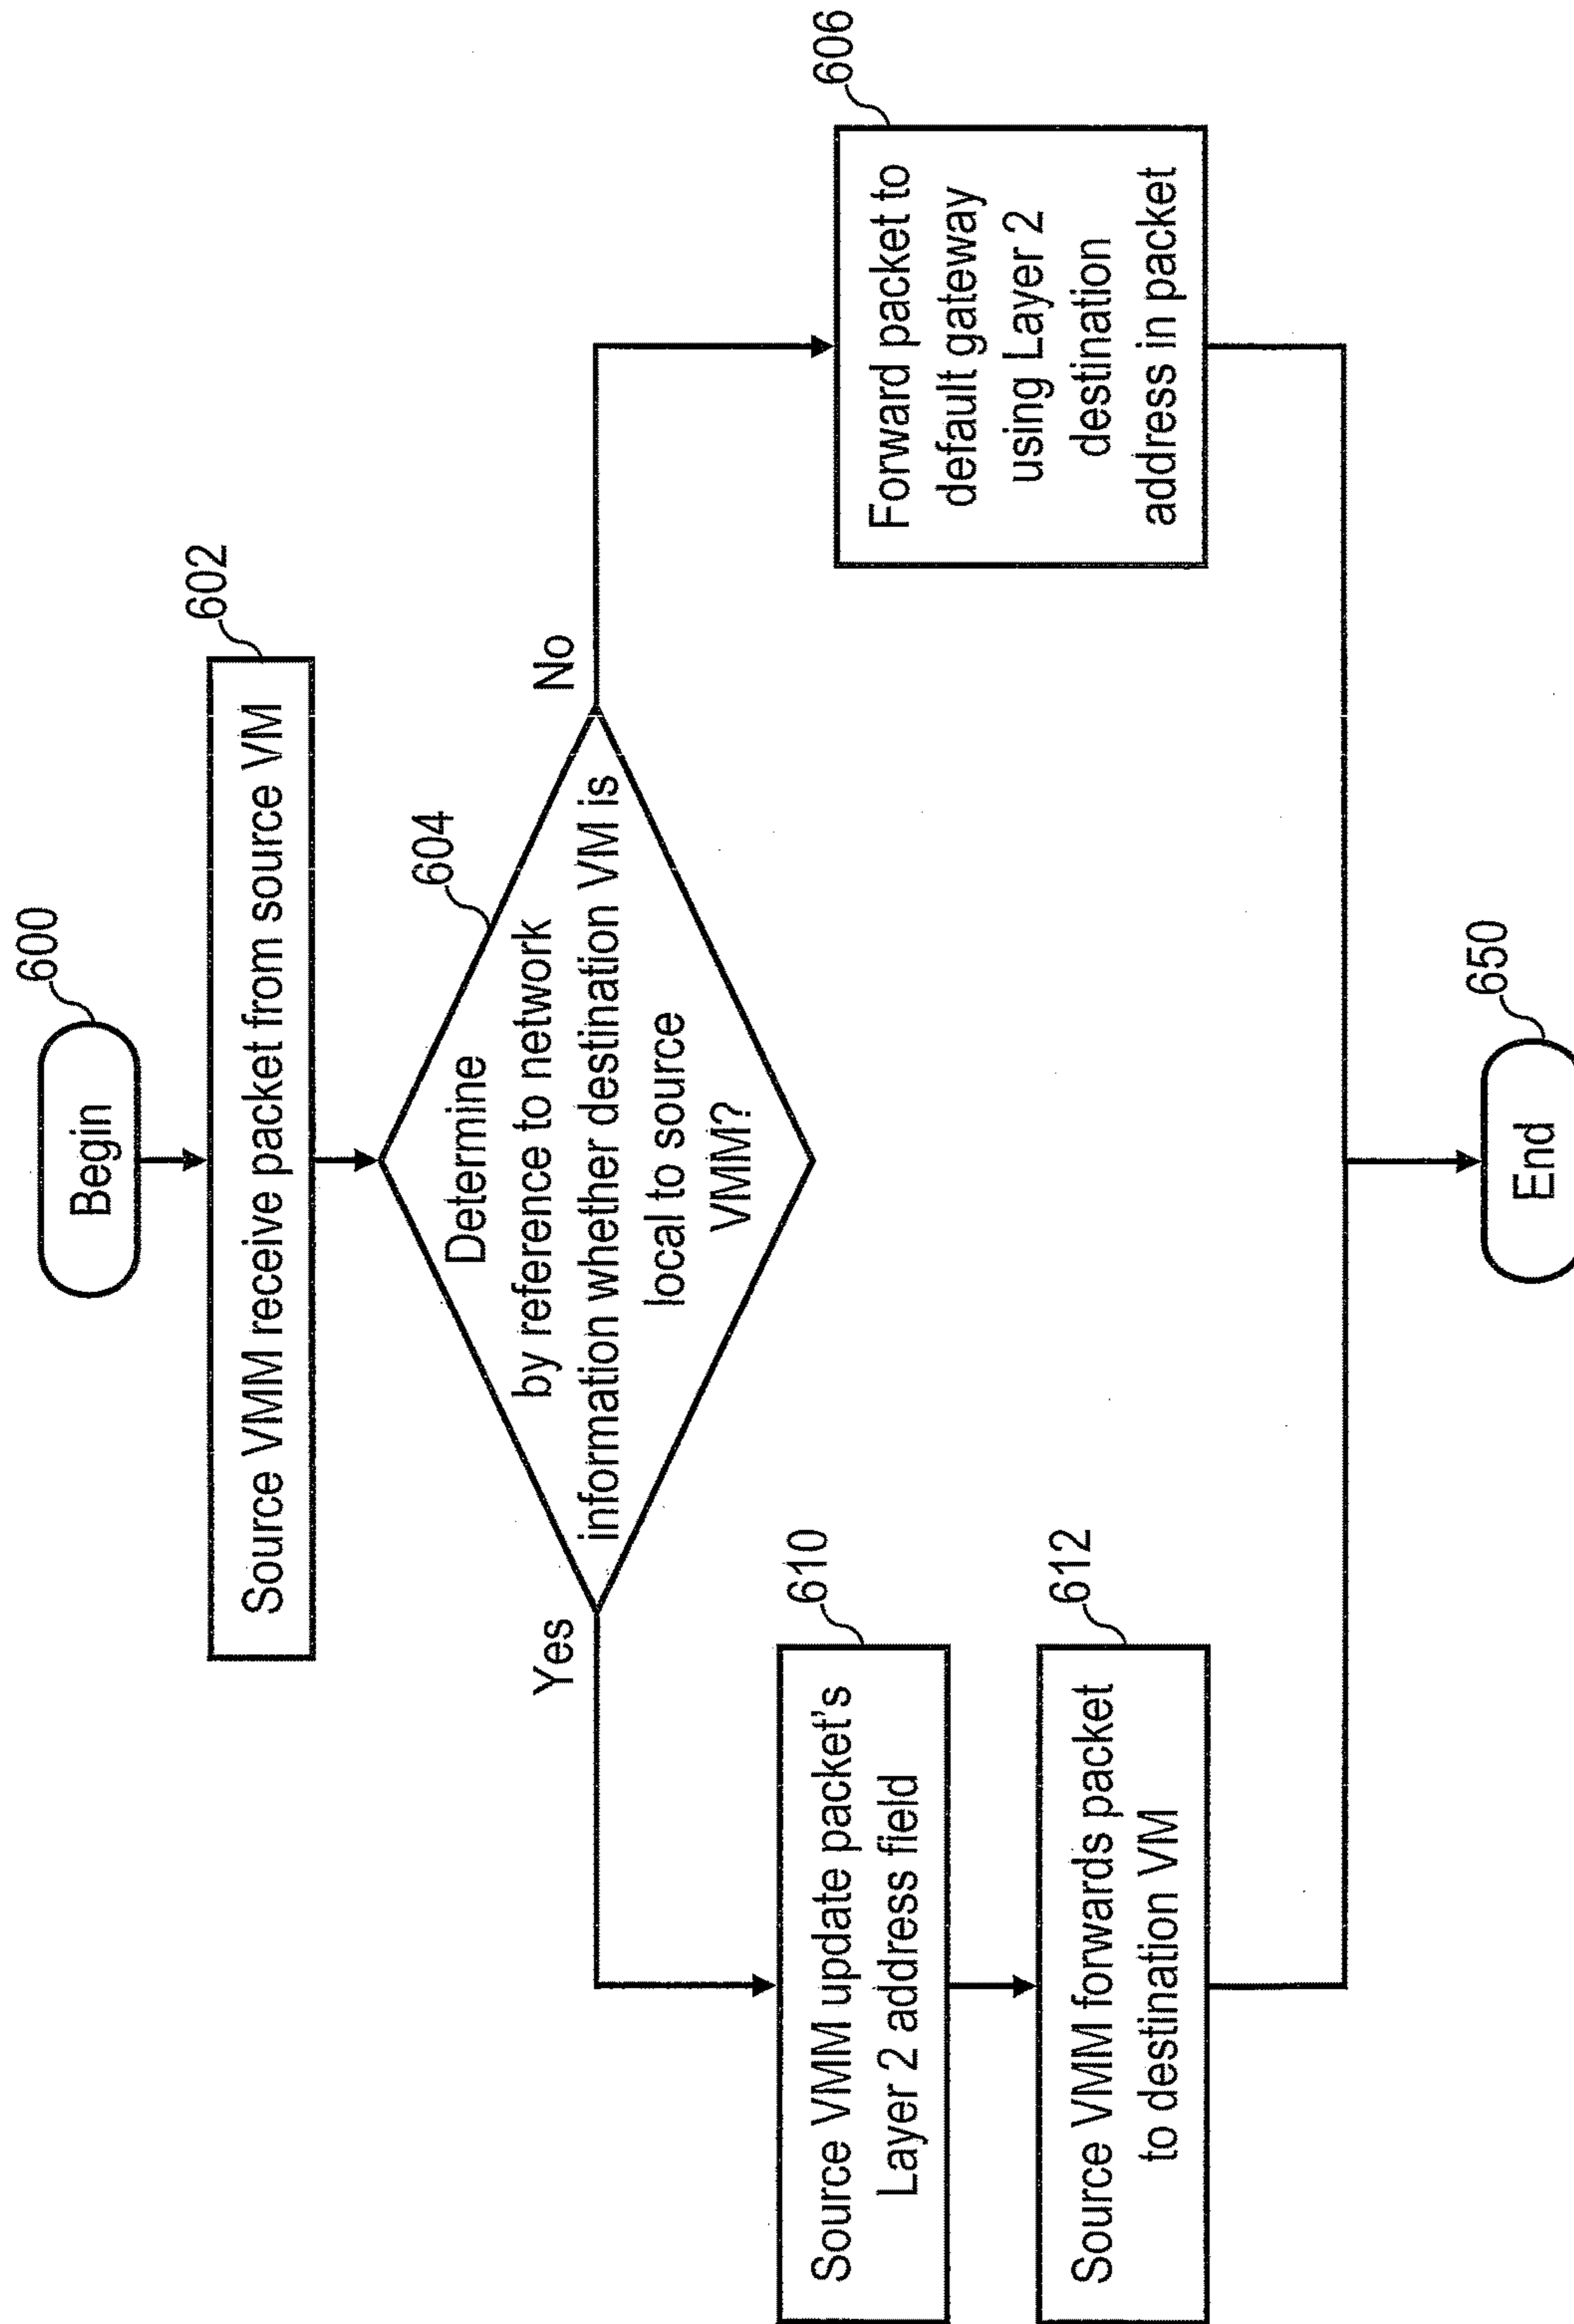 600
Begin
602
Source VMM receive packet from source VM
604
Determine
by reference to network
information whether destination VM is
local to source
VMM?
Yes
No
610
Source VMM update packet's
Layer 2 address field
606
Forward packet to
default gateway
using Layer 2
destination
address in packet
612
Source VMM forwards packet
to destination VM
650
End